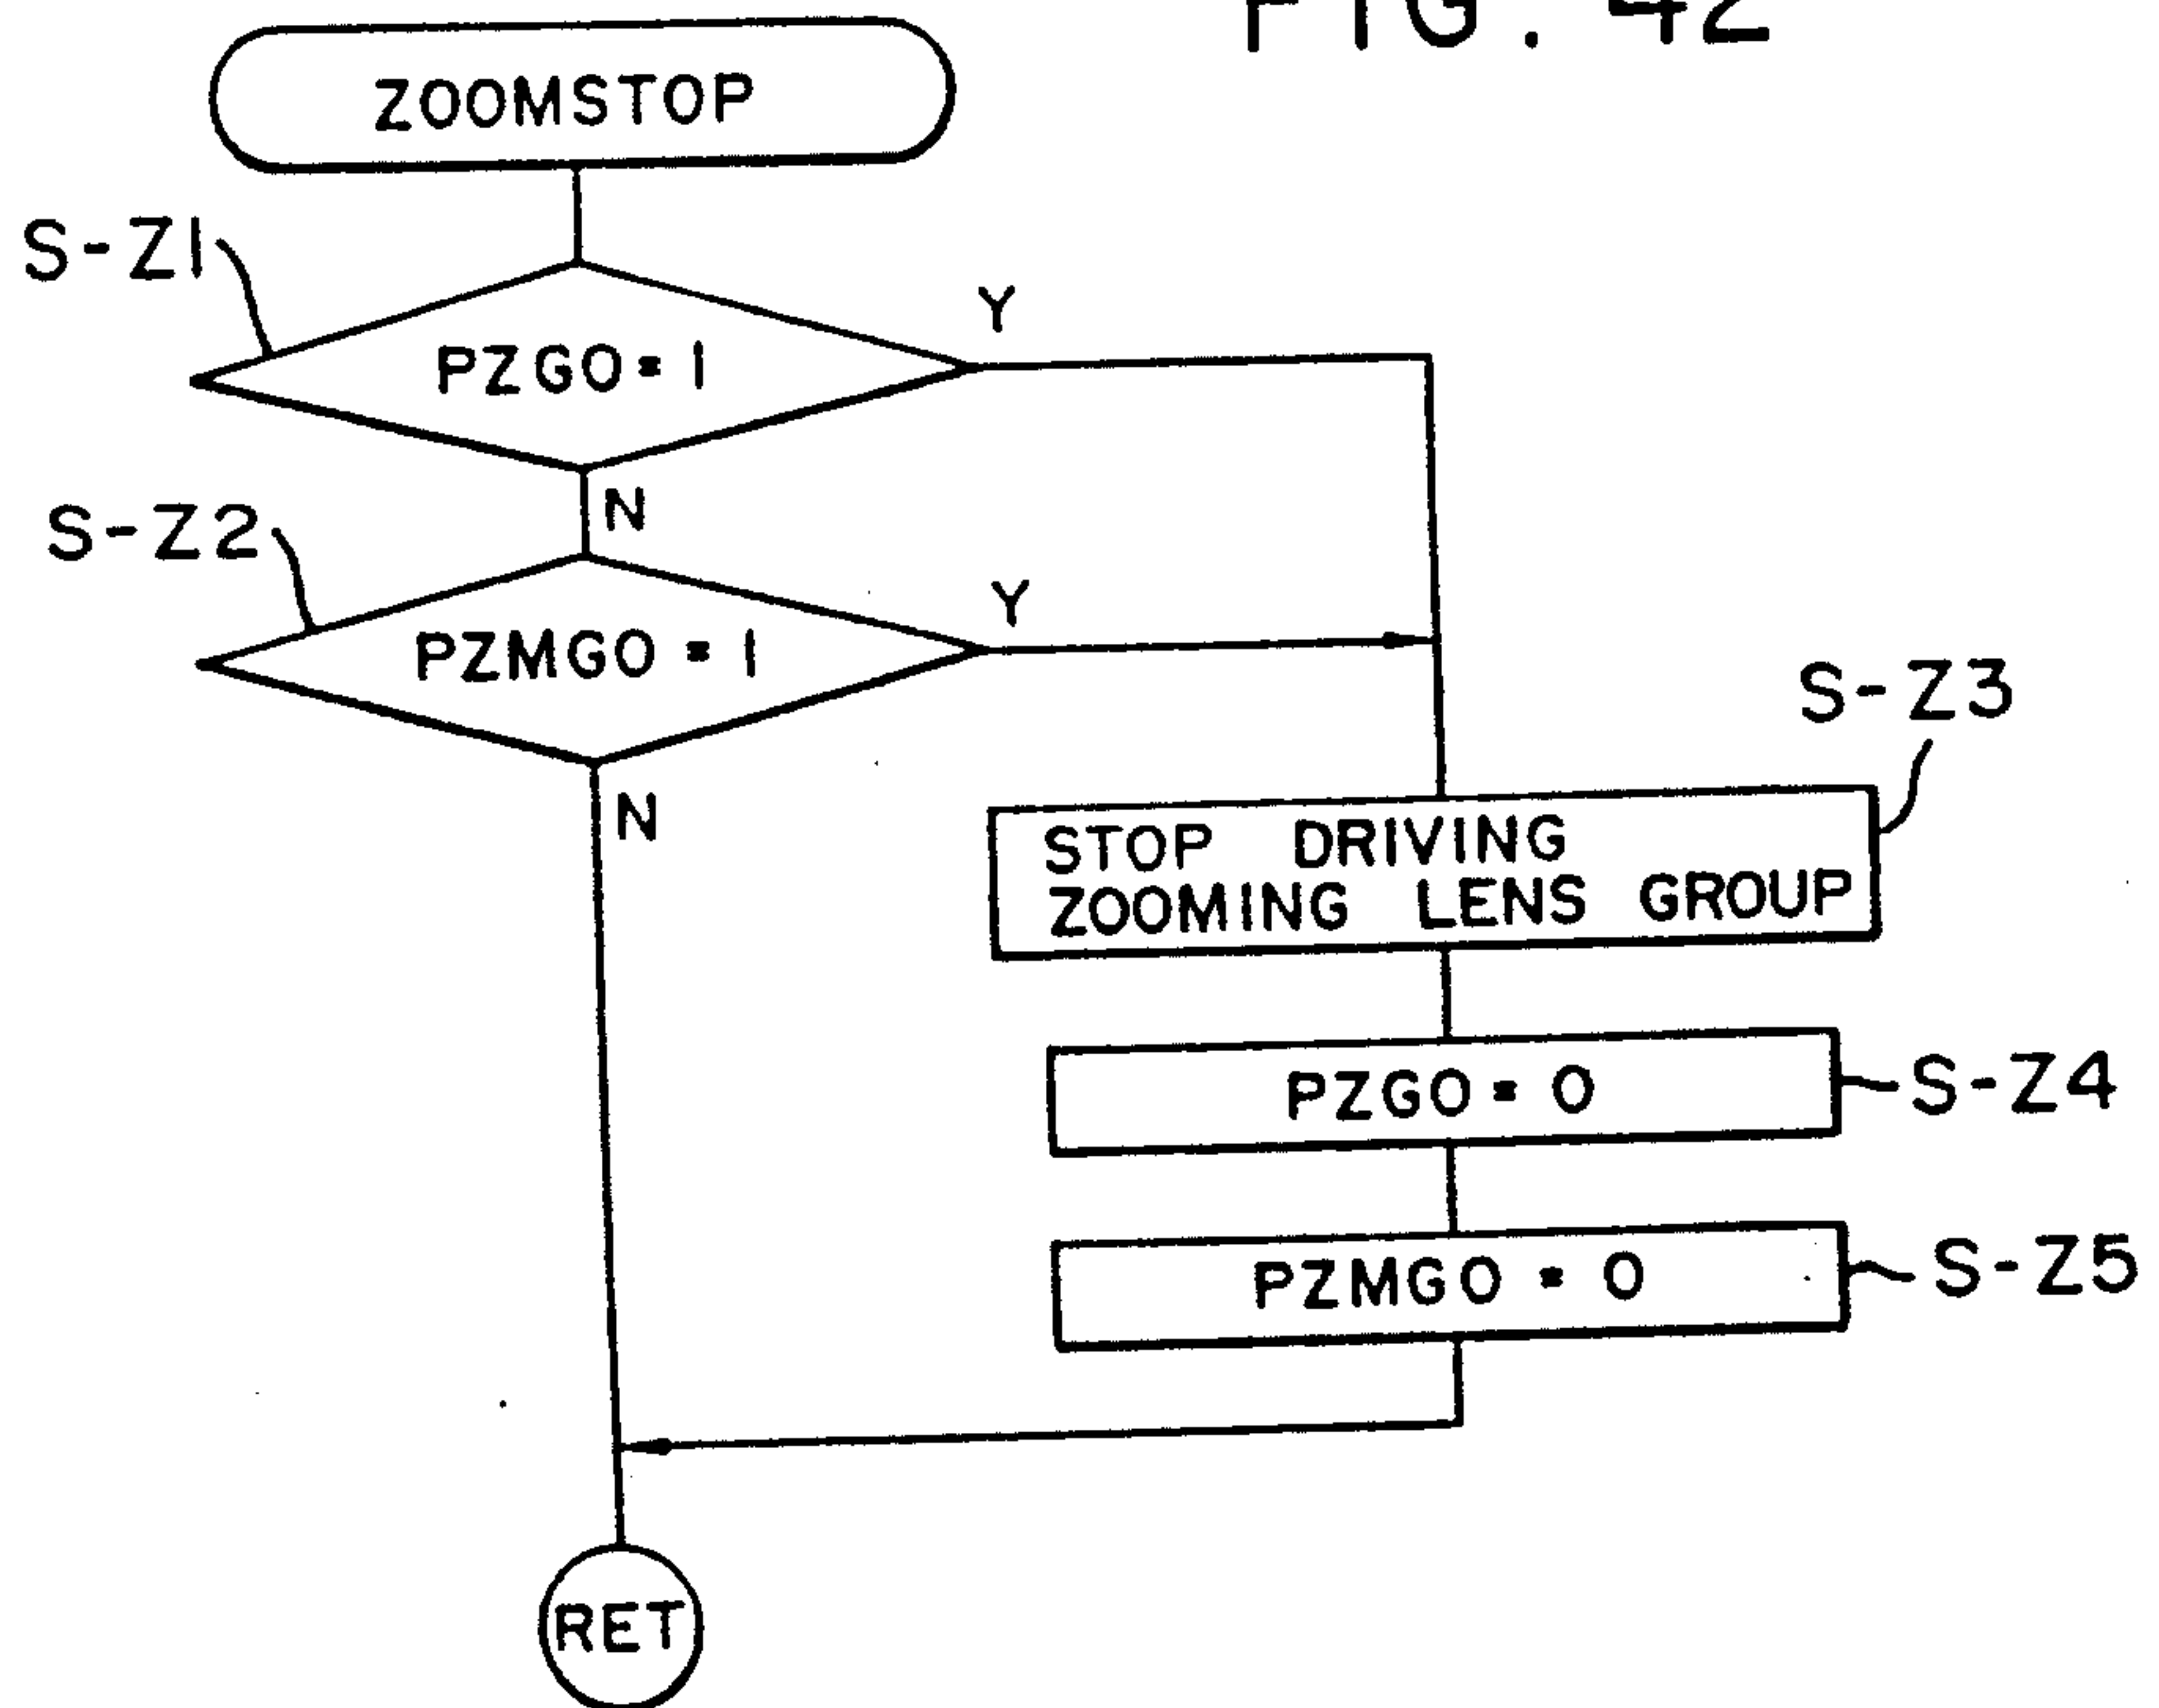 FIG. 42
ZOOMSTOP
S-Z1
PZGO = 1
Y
N
S-Z2
PZMGO = 1
Y
N
S-Z3
STOP DRIVING
ZOOMING LENS GROUP
PZGO = 0
S-Z4
PZMGO = 0
S-Z5
RET